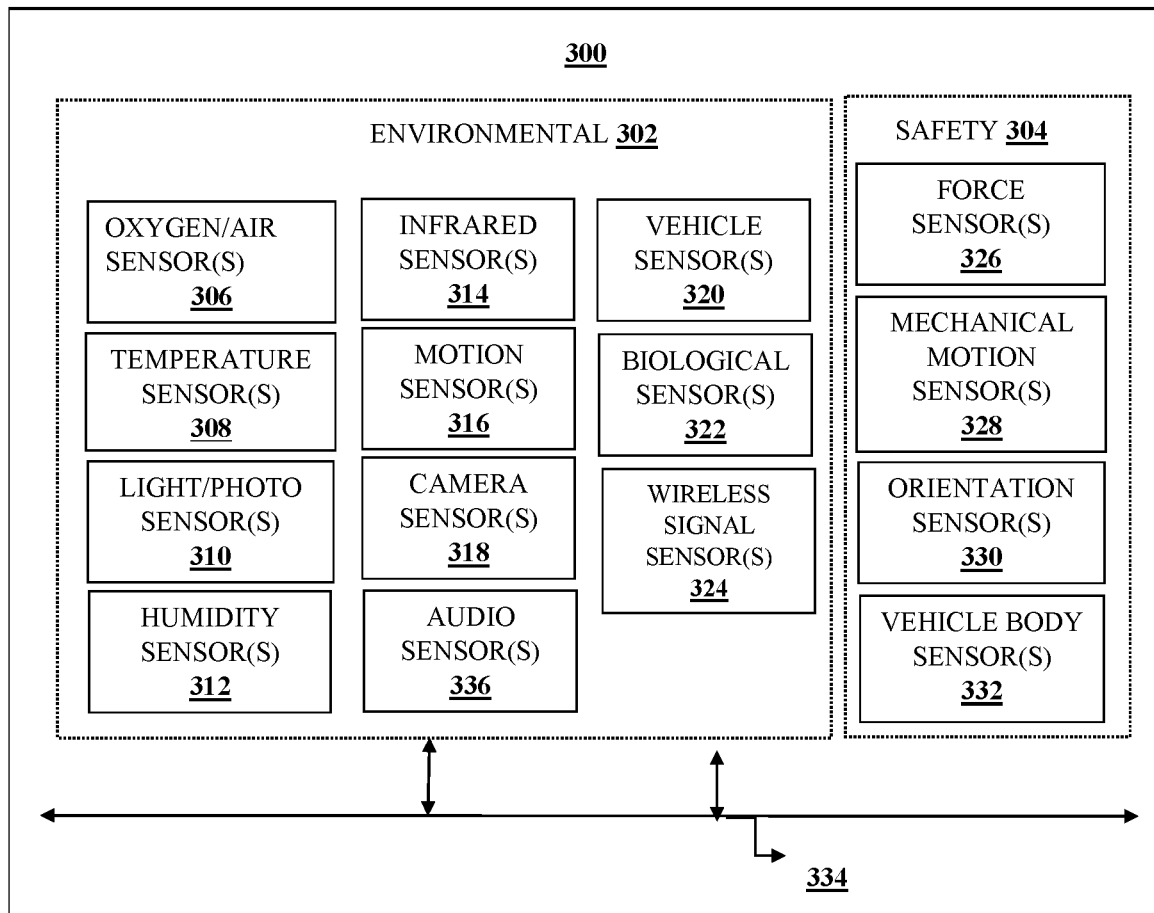 300
ENVIRONMENTAL 302
OXYGEN/AIR
SENSOR(S)
306
TEMPERATURE
SENSOR(S)
308
LIGHT/PHOTO
SENSOR(S)
310
HUMIDITY
SENSOR(S)
312
INFRARED
SENSOR(S)
314
MOTION
SENSOR(S)
316
CAMERA
SENSOR(S)
318
AUDIO
SENSOR(S)
336
VEHICLE
SENSOR(S)
320
BIOLOGICAL
SENSOR(S)
322
WIRELESS
SIGNAL
SENSOR(S)
324
SAFETY 304
FORCE
SENSOR(S)
326
MECHANICAL
MOTION
SENSOR(S)
328
ORIENTATION
SENSOR(S)
330
VEHICLE BODY
SENSOR(S)
332
334